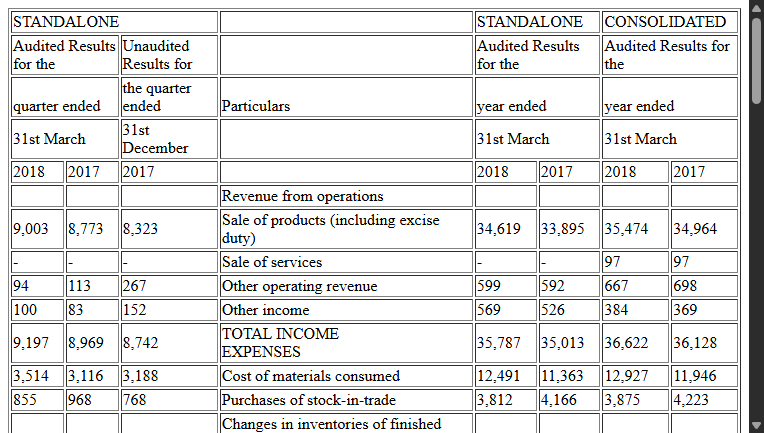 STANDALONE STANDALONE CONSOLIDATED
Audited Results for the Unaudited Results for Audited Results for the Audited Results for the
quarter ended the quarter ended Particulars year ended year ended
31st March 31st December 31st March 31st March
2018 2017 2017 2018 2017 2018 2017
Revenue from operations
9,003 8,773 8,323 Sale of products (including excise duty) 34,619 33,895 35,474 34,964
- - - Sale of services - - 97 97
94 113 267 Other operating revenue 599 592 667 698
100 83 152 Other income 569 526 384 369
9,197 8,969 8,742 TOTAL INCOME EXPENSES 35,787 35,013 36,622 36,128
3,514 3,116 3,188 Cost of materials consumed 12,491 11,363 12,927 11,946
855 968 768 Purchases of stock-in-trade 3,812 4,166 3,875 4,223
Changes in inventories of finished